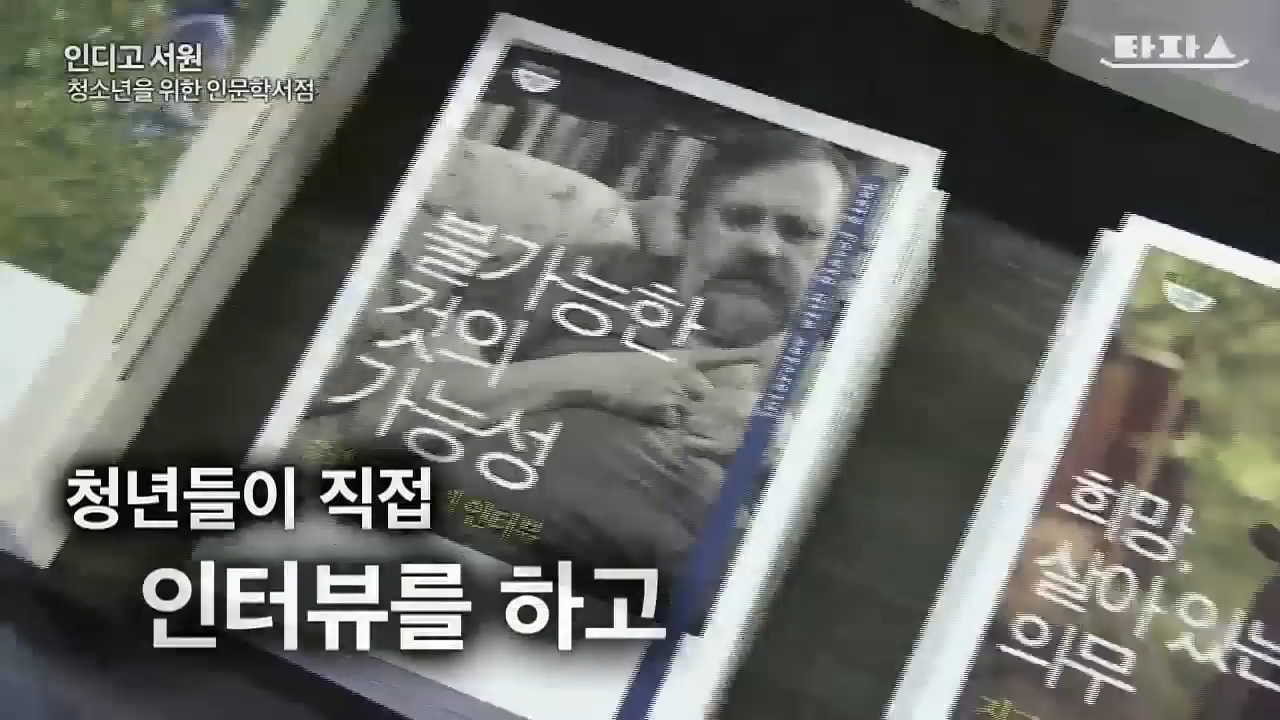 인디고 서원
청소년을 위한 인문학서점
타파스
불가능한
것의
가능성
인터뷰
청년들이 직접
인터뷰를 하고
희망,
살아있는
의무